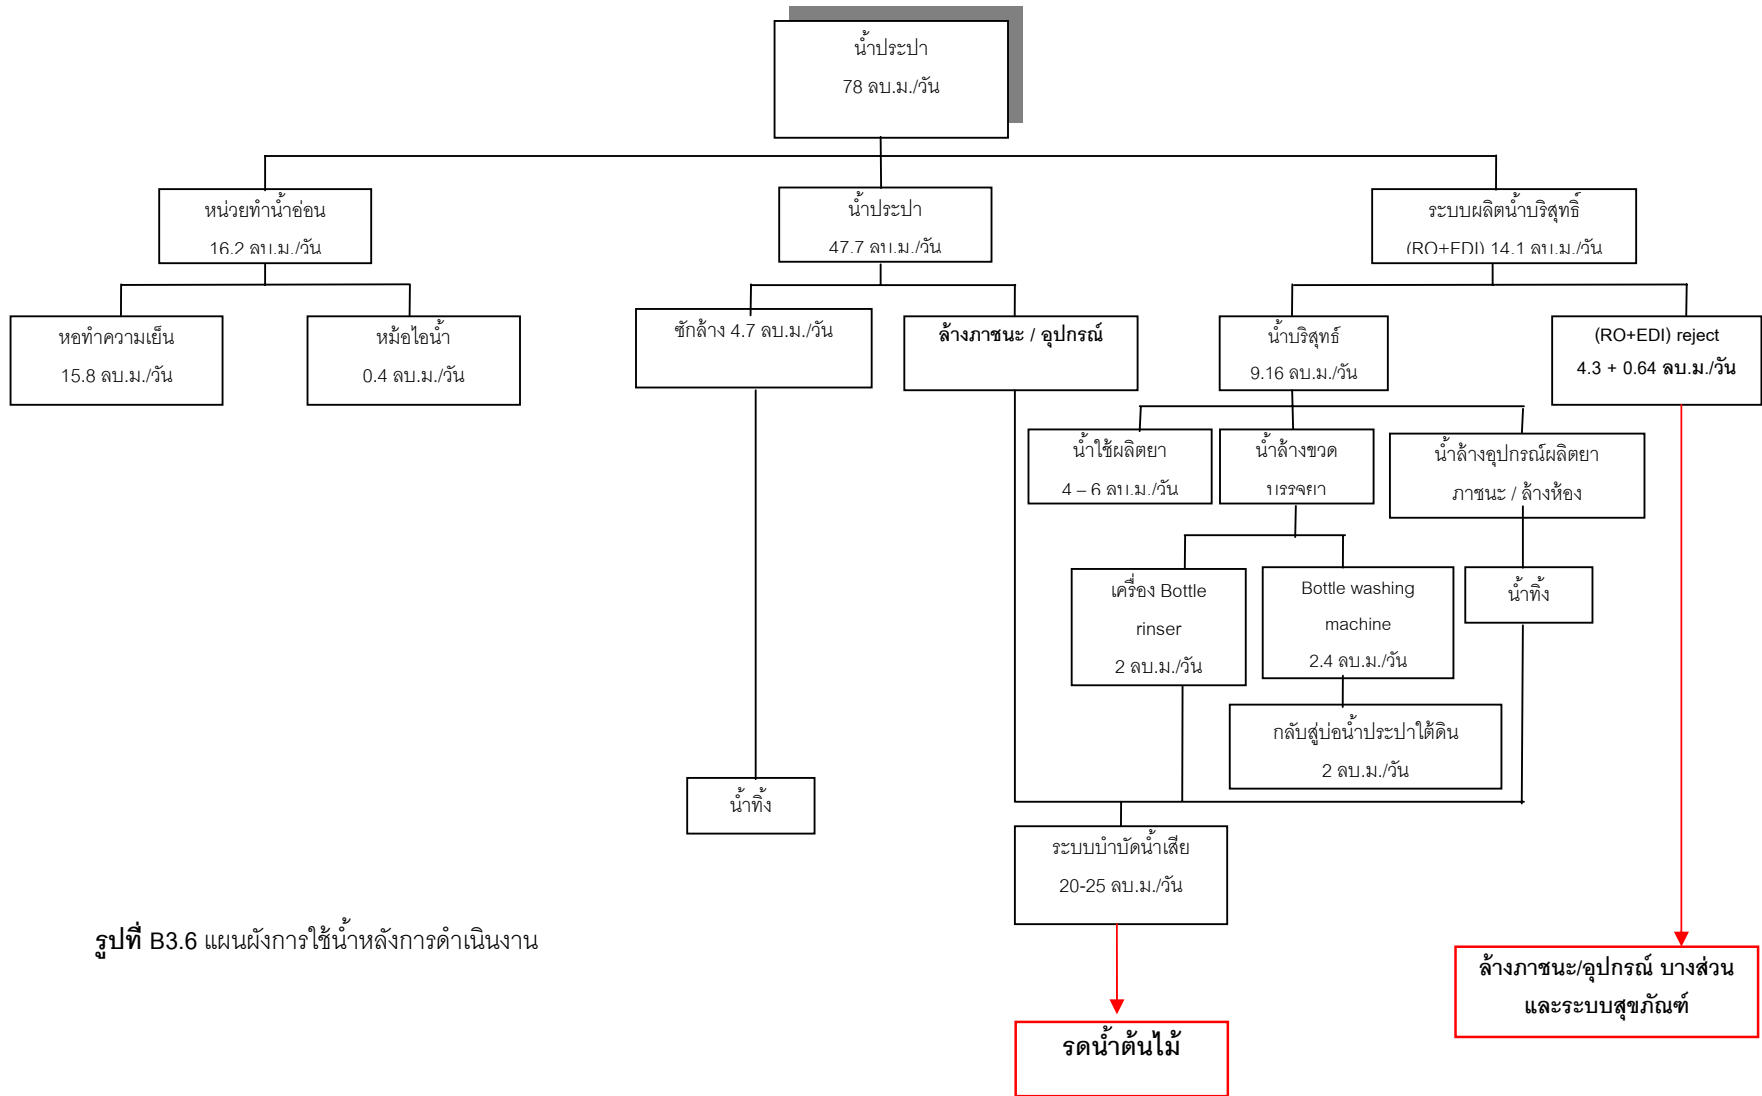 น้ำประปา
78 ลบ.ม./วัน
หน่วยทำน้ำอ่อน
16.2 ลบ.ม./วัน
น้ำประปา
47.7 ลบ.ม./วัน
ระบบผลิตน้ำบริสุทธิ์
(RO+EDI) 14.1 ลบ.ม./วัน
หอทำความเย็น
15.8 ลบ.ม./วัน
หม้อไอน้ำ
0.4 ลบ.ม./วัน
ซักล้าง 4.7 ลบ.ม./วัน
ล้างภาชนะ / อุปกรณ์
น้ำบริสุทธ์
9.16 ลบ.ม./วัน
(RO+EDI) reject
4.3 + 0.64 ลบ.ม./วัน
น้ำใช้ผลิตยา
4 – 6 ลบ.ม./วัน
น้ำล้างขวด
บรรจุยา
น้ำล้างอุปกรณ์ผลิตยา
ภาชนะ / ล้างห้อง
เครื่อง Bottle
rinser
2 ลบ.ม./วัน
Bottle washing
machine
2.4 ลบ.ม./วัน
น้ำทิ้ง
กลับสู่บ่อน้ำประปาใต้ดิน
2 ลบ.ม./วัน
น้ำทิ้ง
ระบบบำบัดน้ำเสีย
20-25 ลบ.ม./วัน
รูปที่ B3.6 แผนผังการใช้น้ำหลังการดำเนินงาน
ล้างภาชนะ/อุปกรณ์ บางส่วน
และระบบสุขภัณฑ์
รดน้ำต้นไม้